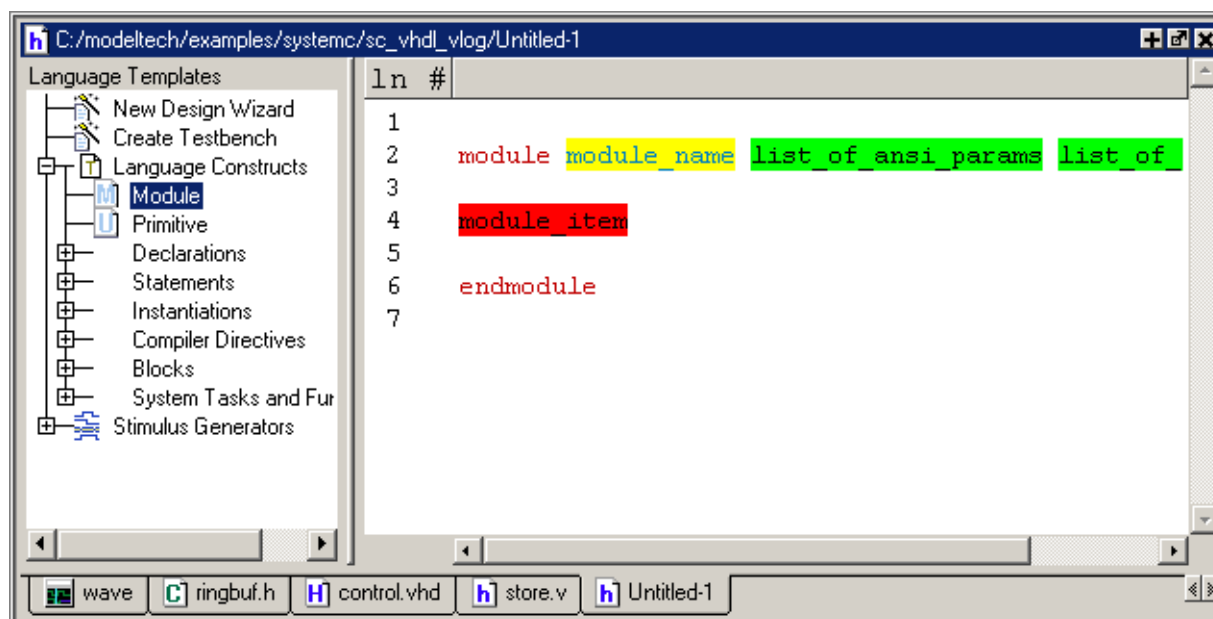 C:/modeltech/examples/systemc/sc_vhdl_vlog/Untitled-1
Language Templates
New Design Wizard
Create Testbench
Language Constructs
Module
Primitive
Declarations
Statements
Instantiations
Compiler Directives
Blocks
System Tasks and Fur
Stimulus Generators
ln #
1
2 module module_name list_of_ansi_params list_of_
3
4 module_item
5
6 endmodule
7
wave ringbuf.h control.vhd store.v Untitled-1